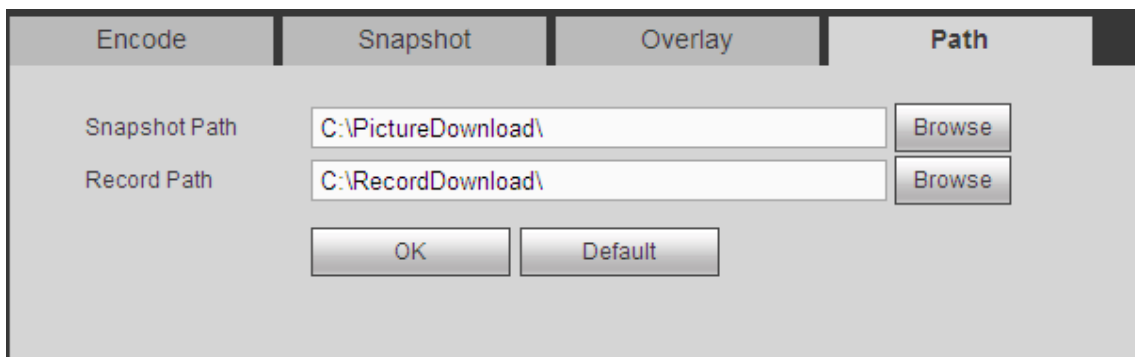 Encode Snapshot Overlay Path
Snapshot Path C:\PictureDownload\ Browse
Record Path C:\RecordDownload\ Browse
OK Default